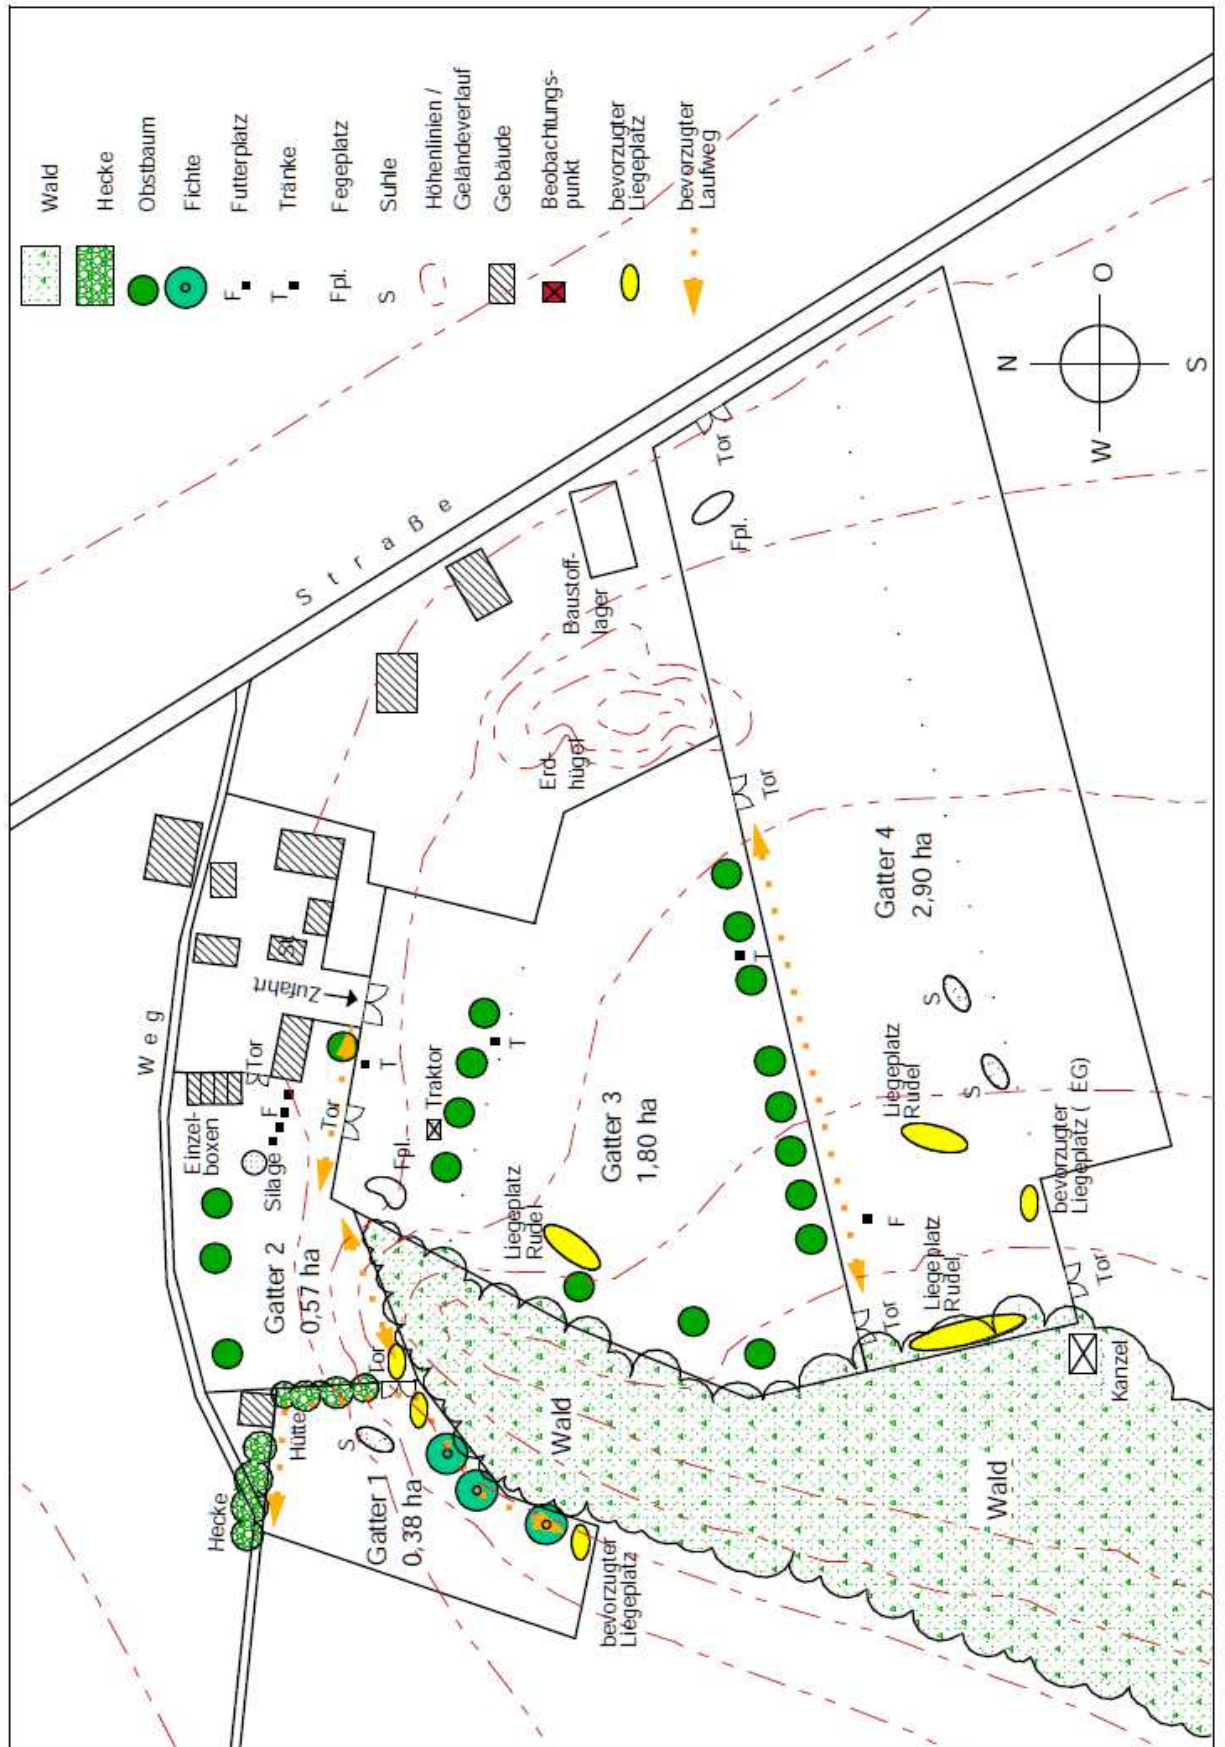 Wald
Hecke
Obstbaum
Fichte
F
Futterplatz
T
Tränke
Fpl.
Fegeplatz
S
Suhle
Höhenlinien /
Geländeverlauf
Gebäude
Beobachtungs-
punkt
bevorzugter
Liegeplatz
bevorzugter
Laufweg
N
O
S
W
Straße
Weg
Zufahrt
Tor
Einzel-
boxen
Silage
F
Tor
T
Gatter 2
0,57 ha
Tor
Hütte
Hecke
S
Gatter 1
0,38 ha
bevorzugter
Liegeplatz
Wald
Wald
Fpl.
Traktor
T
Liegeplatz
Rudel
Gatter 3
1,80 ha
Erd-
hügel
Baustoff-
lager
Tor
Fpl.
Tor
T
Gatter 4
2,90 ha
S
S
Liegeplatz
Rudel
F
Liegeplatz
Rudel
Tor
bevorzugter
Liegeplatz ( EG)
Tor
Kanzel